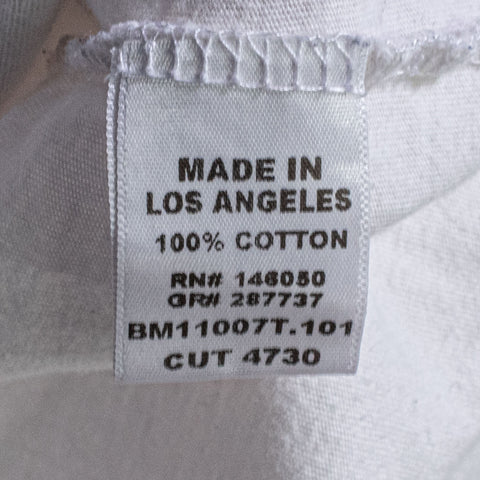 MADE IN
LOS ANGELES
100% COTTON
RN# 146050
GR# 287737
BM11007T.101
CUT 4730